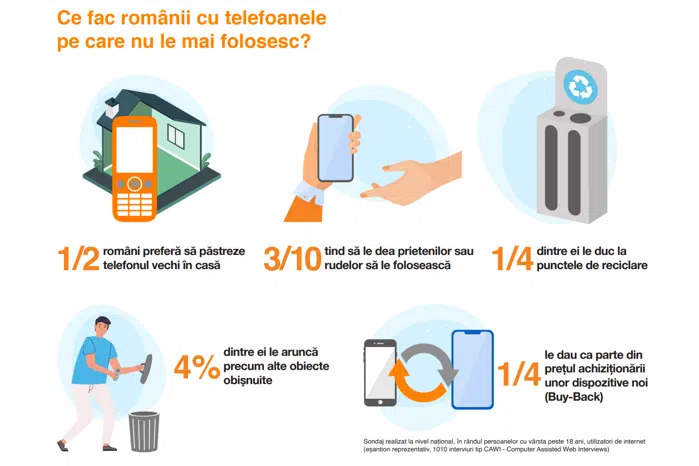 Ce fac românii cu telefoanele
pe care nu le mai folosesc?
1/2
români preferă să păstreze
telefonul vechi în casă
3/10
tind să le dea prietenilor sau
rudelor să le folosească
1/4
dintre ei le duc la
punctele de reciclare
4%
dintre ei le aruncă
precum alte obiecte
obișnuite
1/4
le dau ca parte din
prețul achiziționării
unor dispozitive noi
(Buy-Back)
Sondaj realizat la nivel național, în rândul persoanelor cu vârsta peste 18 ani, utilizatori de internet
(eșantion reprezentativ, 1010 interviuri tip CAWI - Computer Assisted Web Interviews)